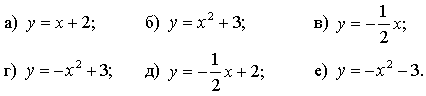 а) y = x + 2; б) y = x² + 3; в) y = -1/2 x;
г) y = -x² + 3; д) y = -1/2 x + 2; е) y = -x² - 3.